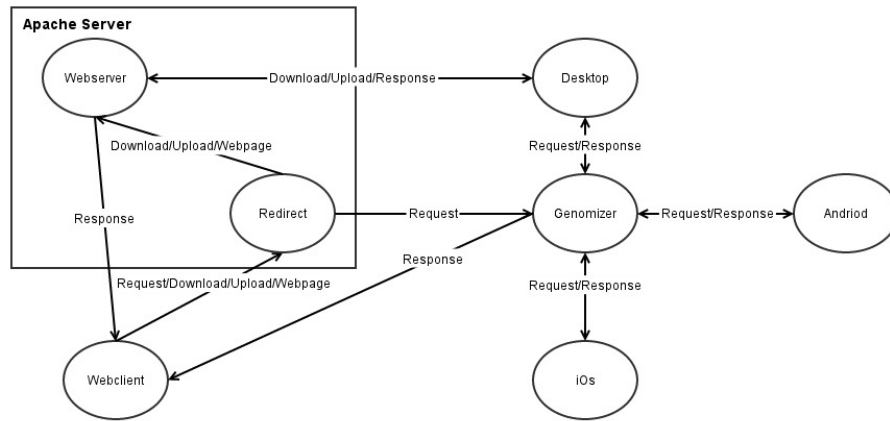 Apache Server
Webserver
Download/Upload/Response
Desktop
Download/Upload/Webpage
Request/Response
Response
Redirect
Request
Genomizer
Request/Response
Andriod
Response
Request/Download/Upload/Webpage
Request/Response
Webclient
iOs